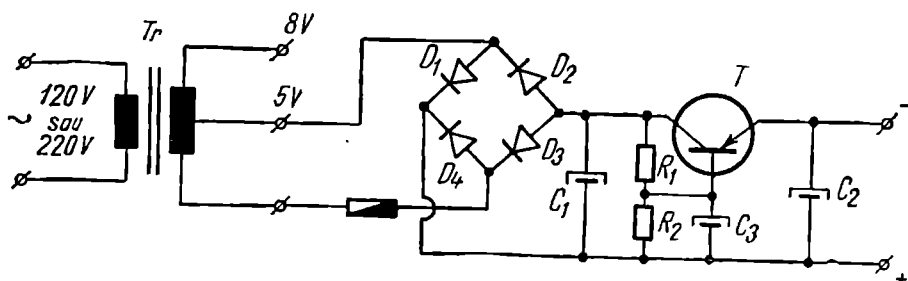 Tr
8V
~ 120V
sau
220V
5V
D1
D2
D3
D4
C1
R1
R2
T
C3
C2
-
+